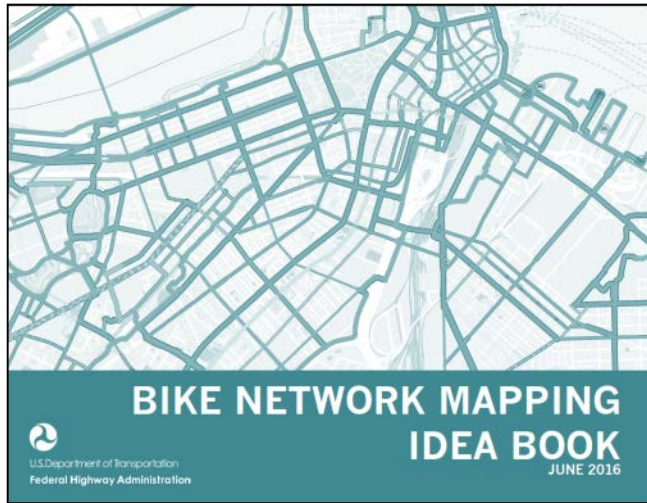 BIKE NETWORK MAPPING
IDEA BOOK
JUNE 2016
U.S.Department of Transportation
Federal Highway Administration